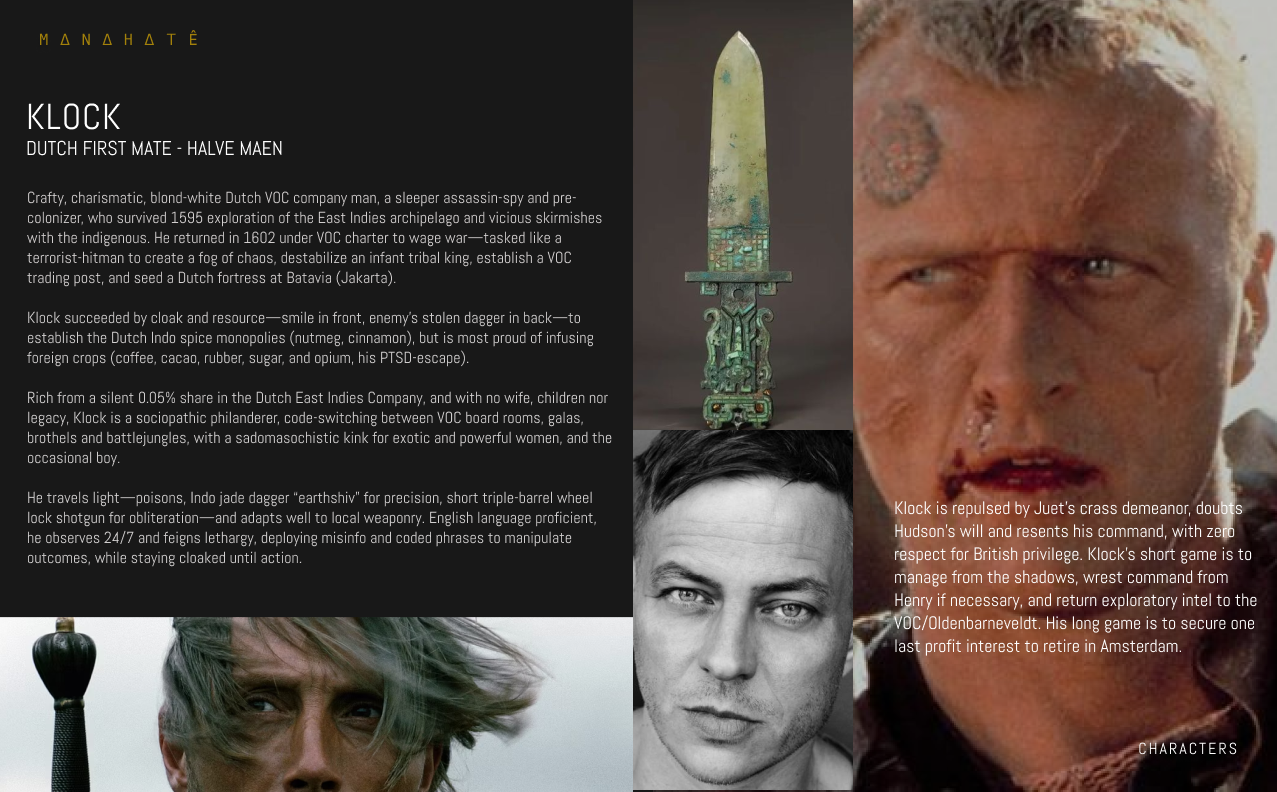 M Δ N Δ H Δ T Ê
KLOCK
DUTCH FIRST MATE - HALVE MAEN
Crafty, charismatic, blond-white Dutch VOC company man, a sleeper assassin-spy and pre-
colonizer, who survived 1595 exploration of the East Indies archipelago and vicious skirmishes
with the indigenous. He returned in 1602 under VOC charter to wage war—tasked like a
terrorist-hitman to create a fog of chaos, destabilize an infant tribal king, establish a VOC
trading post, and seed a Dutch fortress at Batavia (Jakarta).
Klock succeeded by cloak and resource—smile in front, enemy's stolen dagger in back—to
establish the Dutch Indo spice monopolies (nutmeg, cinnamon), but is most proud of infusing
foreign crops (coffee, cacao, rubber, sugar, and opium, his PTSD-escape).
Rich from a silent 0.05% share in the Dutch East Indies Company, and with no wife, children nor
legacy, Klock is a sociopathic philanderer, code-switching between VOC board rooms, galas,
brothels and battlejungles, with a sadomasochistic kink for exotic and powerful women, and the
occasional boy.
He travels light—poisons, Indo jade dagger “earthshiv” for precision, short triple-barrel wheel
lock shotgun for obliteration—and adapts well to local weaponry. English language proficient,
he observes 24/7 and feigns lethargy, deploying misinfo and coded phrases to manipulate
outcomes, while staying cloaked until action.
Klock is repulsed by Juet's crass demeanor, doubts
Hudson's will and resents his command, with zero
respect for British privilege. Klock's short game is to
manage from the shadows, wrest command from
Henry if necessary, and return exploratory intel to the
VOC/Oldenbarneveldt. His long game is to secure one
last profit interest to retire in Amsterdam.
CHARACTERS